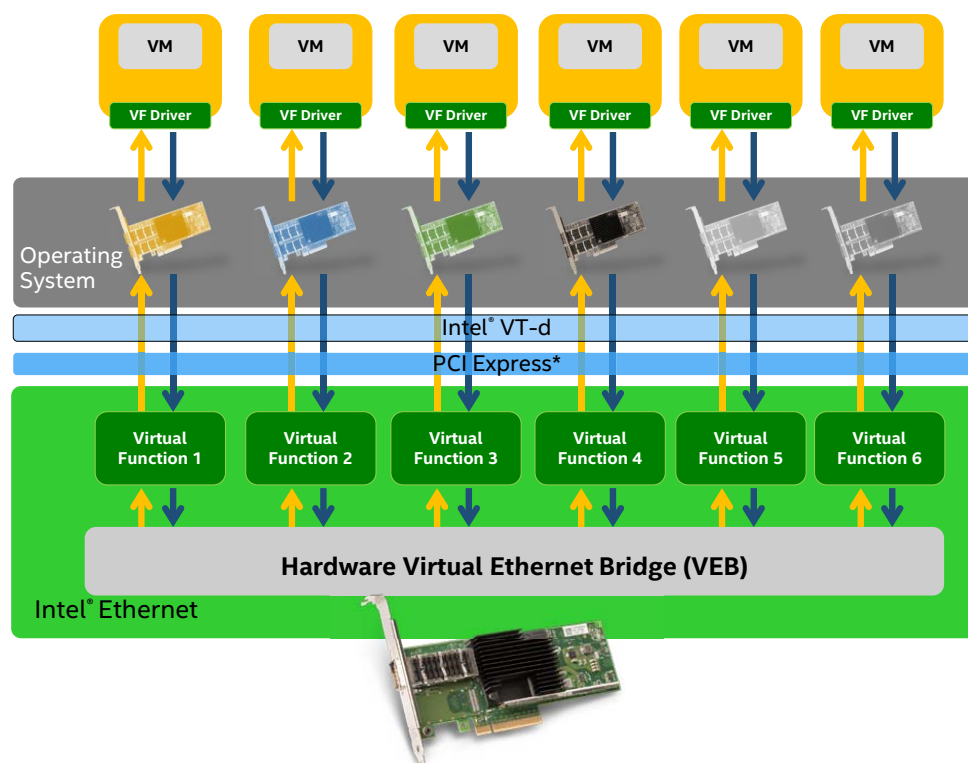 VM
VM
VM
VM
VM
VM
VF Driver
VF Driver
VF Driver
VF Driver
VF Driver
VF Driver
Operating
System
Intel® VT-d
PCI Express*
Virtual
Function 1
Virtual
Function 2
Virtual
Function 3
Virtual
Function 4
Virtual
Function 5
Virtual
Function 6
Hardware Virtual Ethernet Bridge (VEB)
Intel® Ethernet